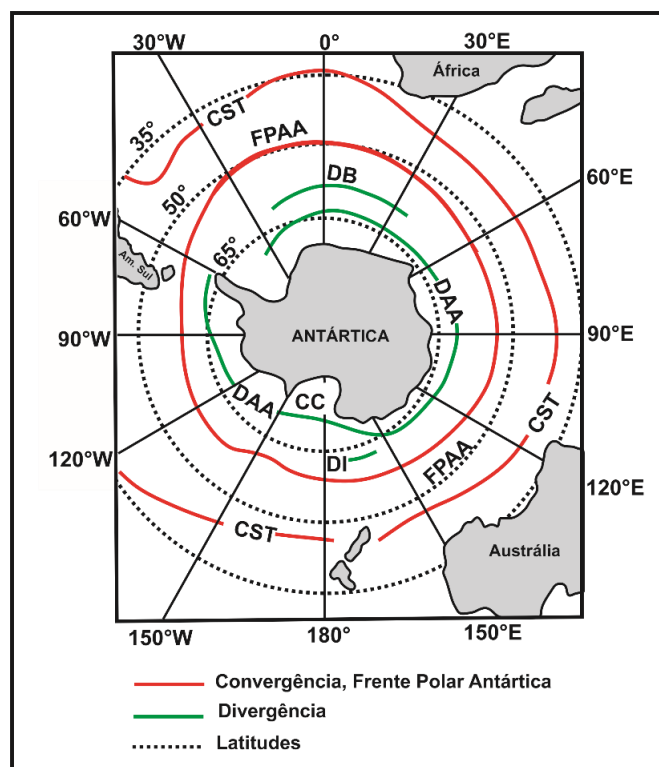 30°W 0° 30°E
África
CST
35°
FPAA
DB
50°
60°E
60°W
65°
Am. Sul
DAA
ANTÁRTICA
90°W
90°E
DAA
CC
CST
120°W
DI
FPAA
120°E
CST
Austrália
150°W 180° 150°E
Convergência, Frente Polar Antártica
Divergência
Latitudes